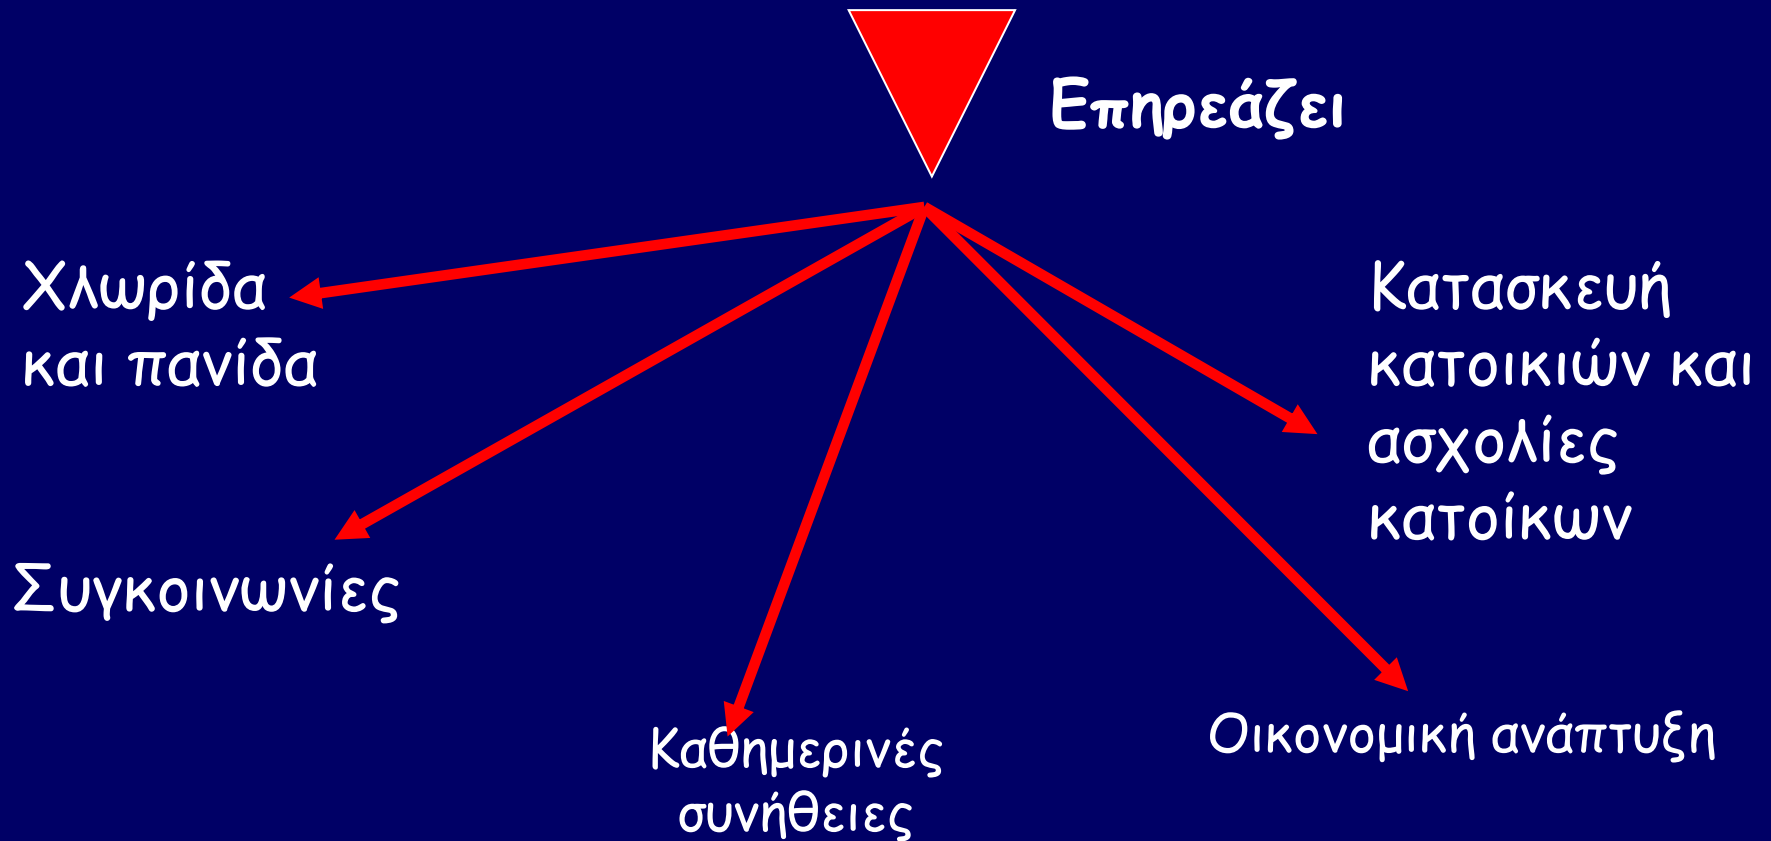 Επηρεάζει
Χλωρίδα
και πανίδα
Κατασκευή
κατοικιών και
ασχολίες
κατοίκων
Συγκοινωνίες
Καθημερινές
συνήθειες
Οικονομική ανάπτυξη